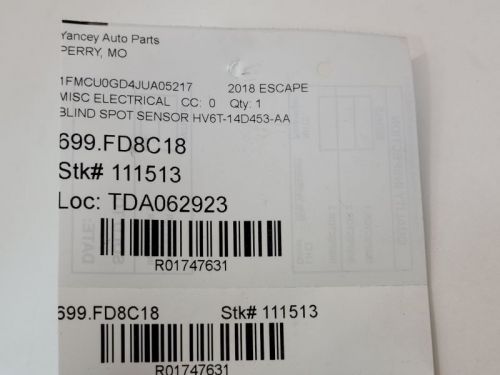 Yancey Auto Parts
PERRY, MO
1FMCU0GD4JUA05217 2018 ESCAPE
MISC ELECTRICAL CC: 0 Qty: 1
BLIND SPOT SENSOR HV6T-14D453-AA
699.FD8C18
Stk# 111513
Loc: TDA062923
R01747631
699.FD8C18 Stk# 111513
R01747631